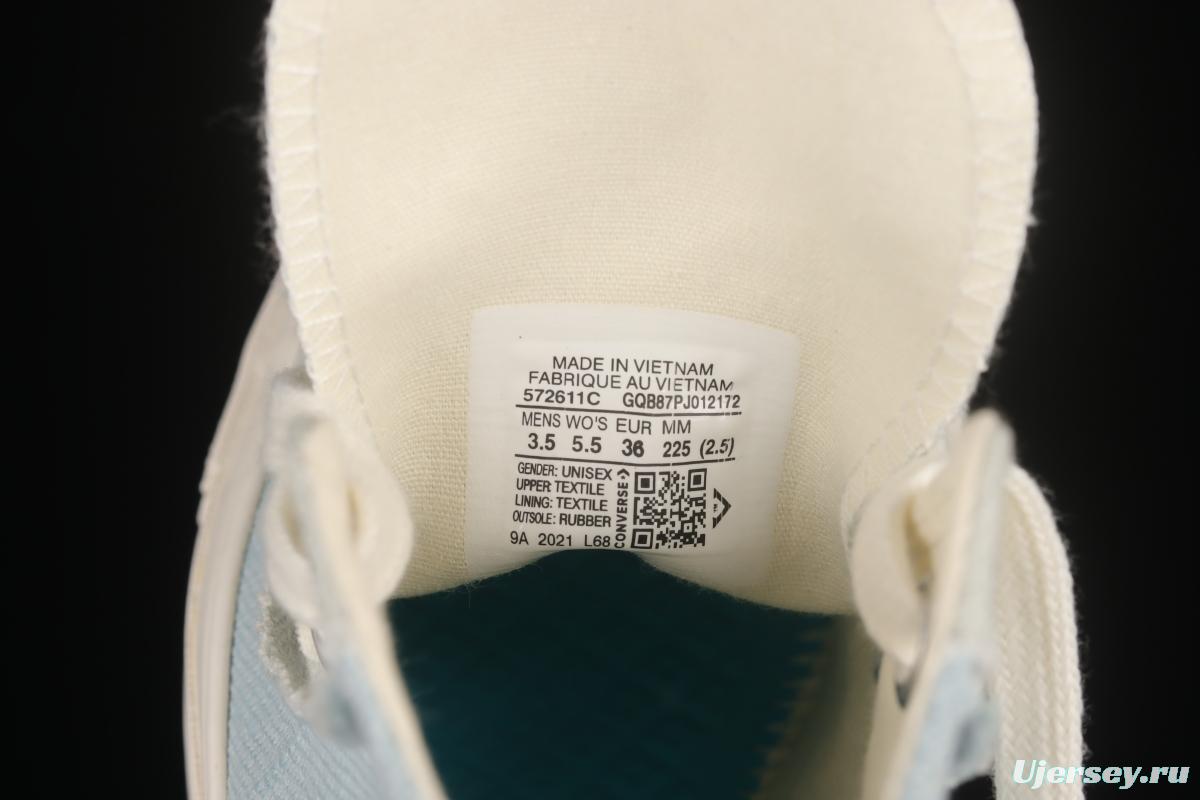 MADE IN VIETNAM
FABRIQUE AU VIETNAM
572611C GQB87PJ012172
MENS WO'S EUR MM
3.5 5.5 36 225 (2.5)
GENDER: UNISEX
UPPER: TEXTILE
LINING: TEXTILE
OUTSOLE: RUBBER
9A 2021 L68
CONVERSE
Ujersey.ru